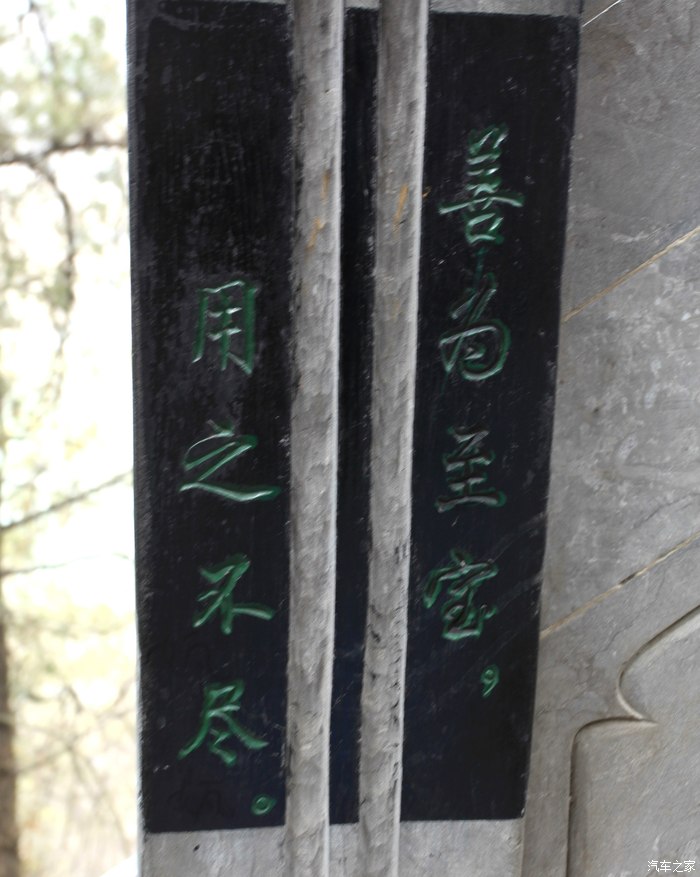 善为至宝，
用之不尽。
汽车之家